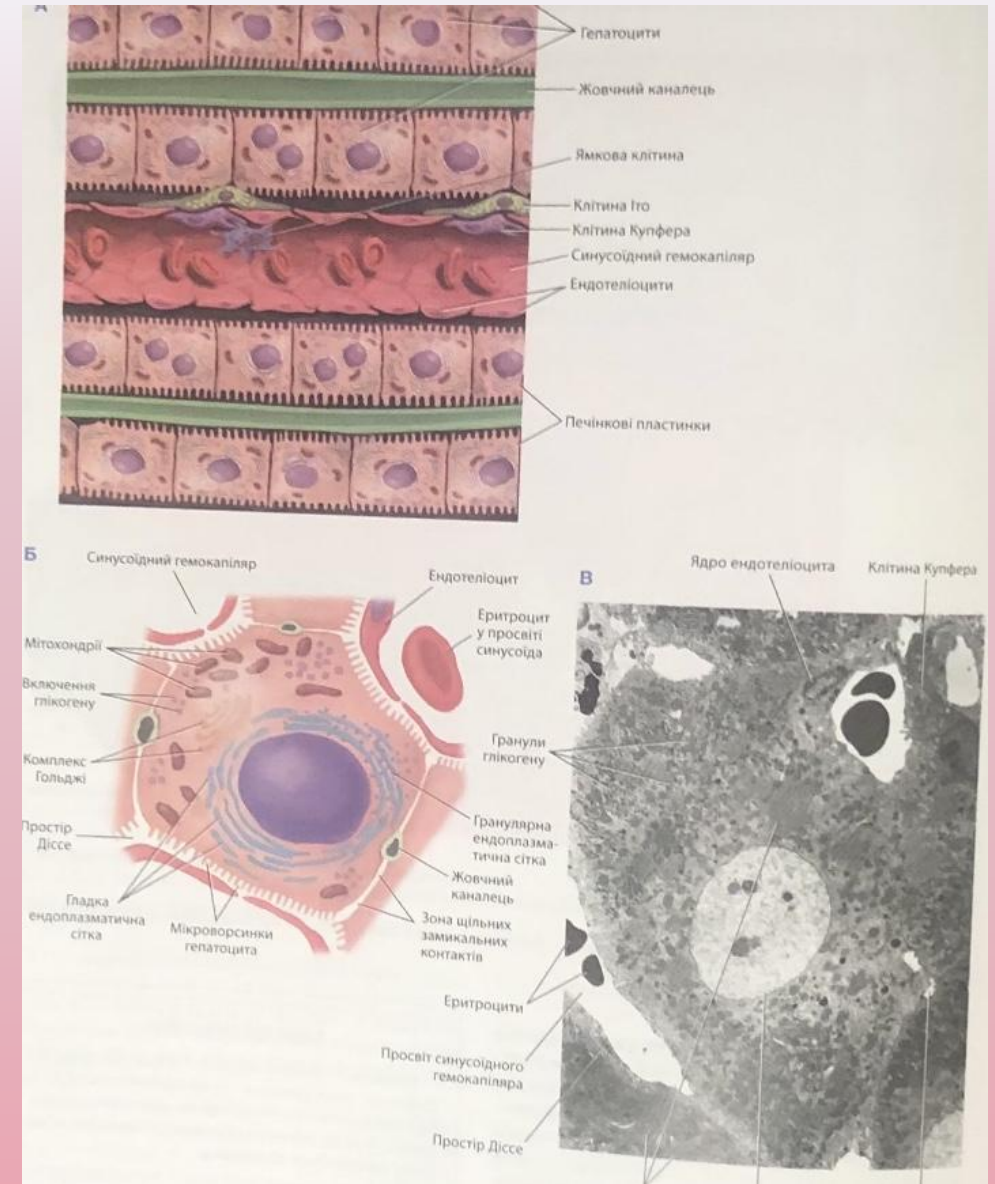 А
Гепатоцити
Жовчний каналець
Ямкова клітина
Клітина Іто
Клітина Купфера
Синусоїдний гемокапіляр
Ендотеліоцити
Печінкові пластинки
Б
Синусоїдний гемокапіляр
Ендотеліоцит
Еритроцит
у просвіті
синусоїда
Мітохондрії
Включення
глікогену
Комплекс
Гольджі
Простір
Діссе
Гладка
ендоплазматична
сітка
Мікроворсинки
гепатоцита
Гранулярна
ендоплазма-
тична сітка
Жовчний
каналець
Зона щільних
замикальних
контактів
В
Ядро ендотеліоцита
Клітина Купфера
Гранули
глікогену
Еритроцити
Просвіт синусоїдного
гемокапіляра
Простір Діссе